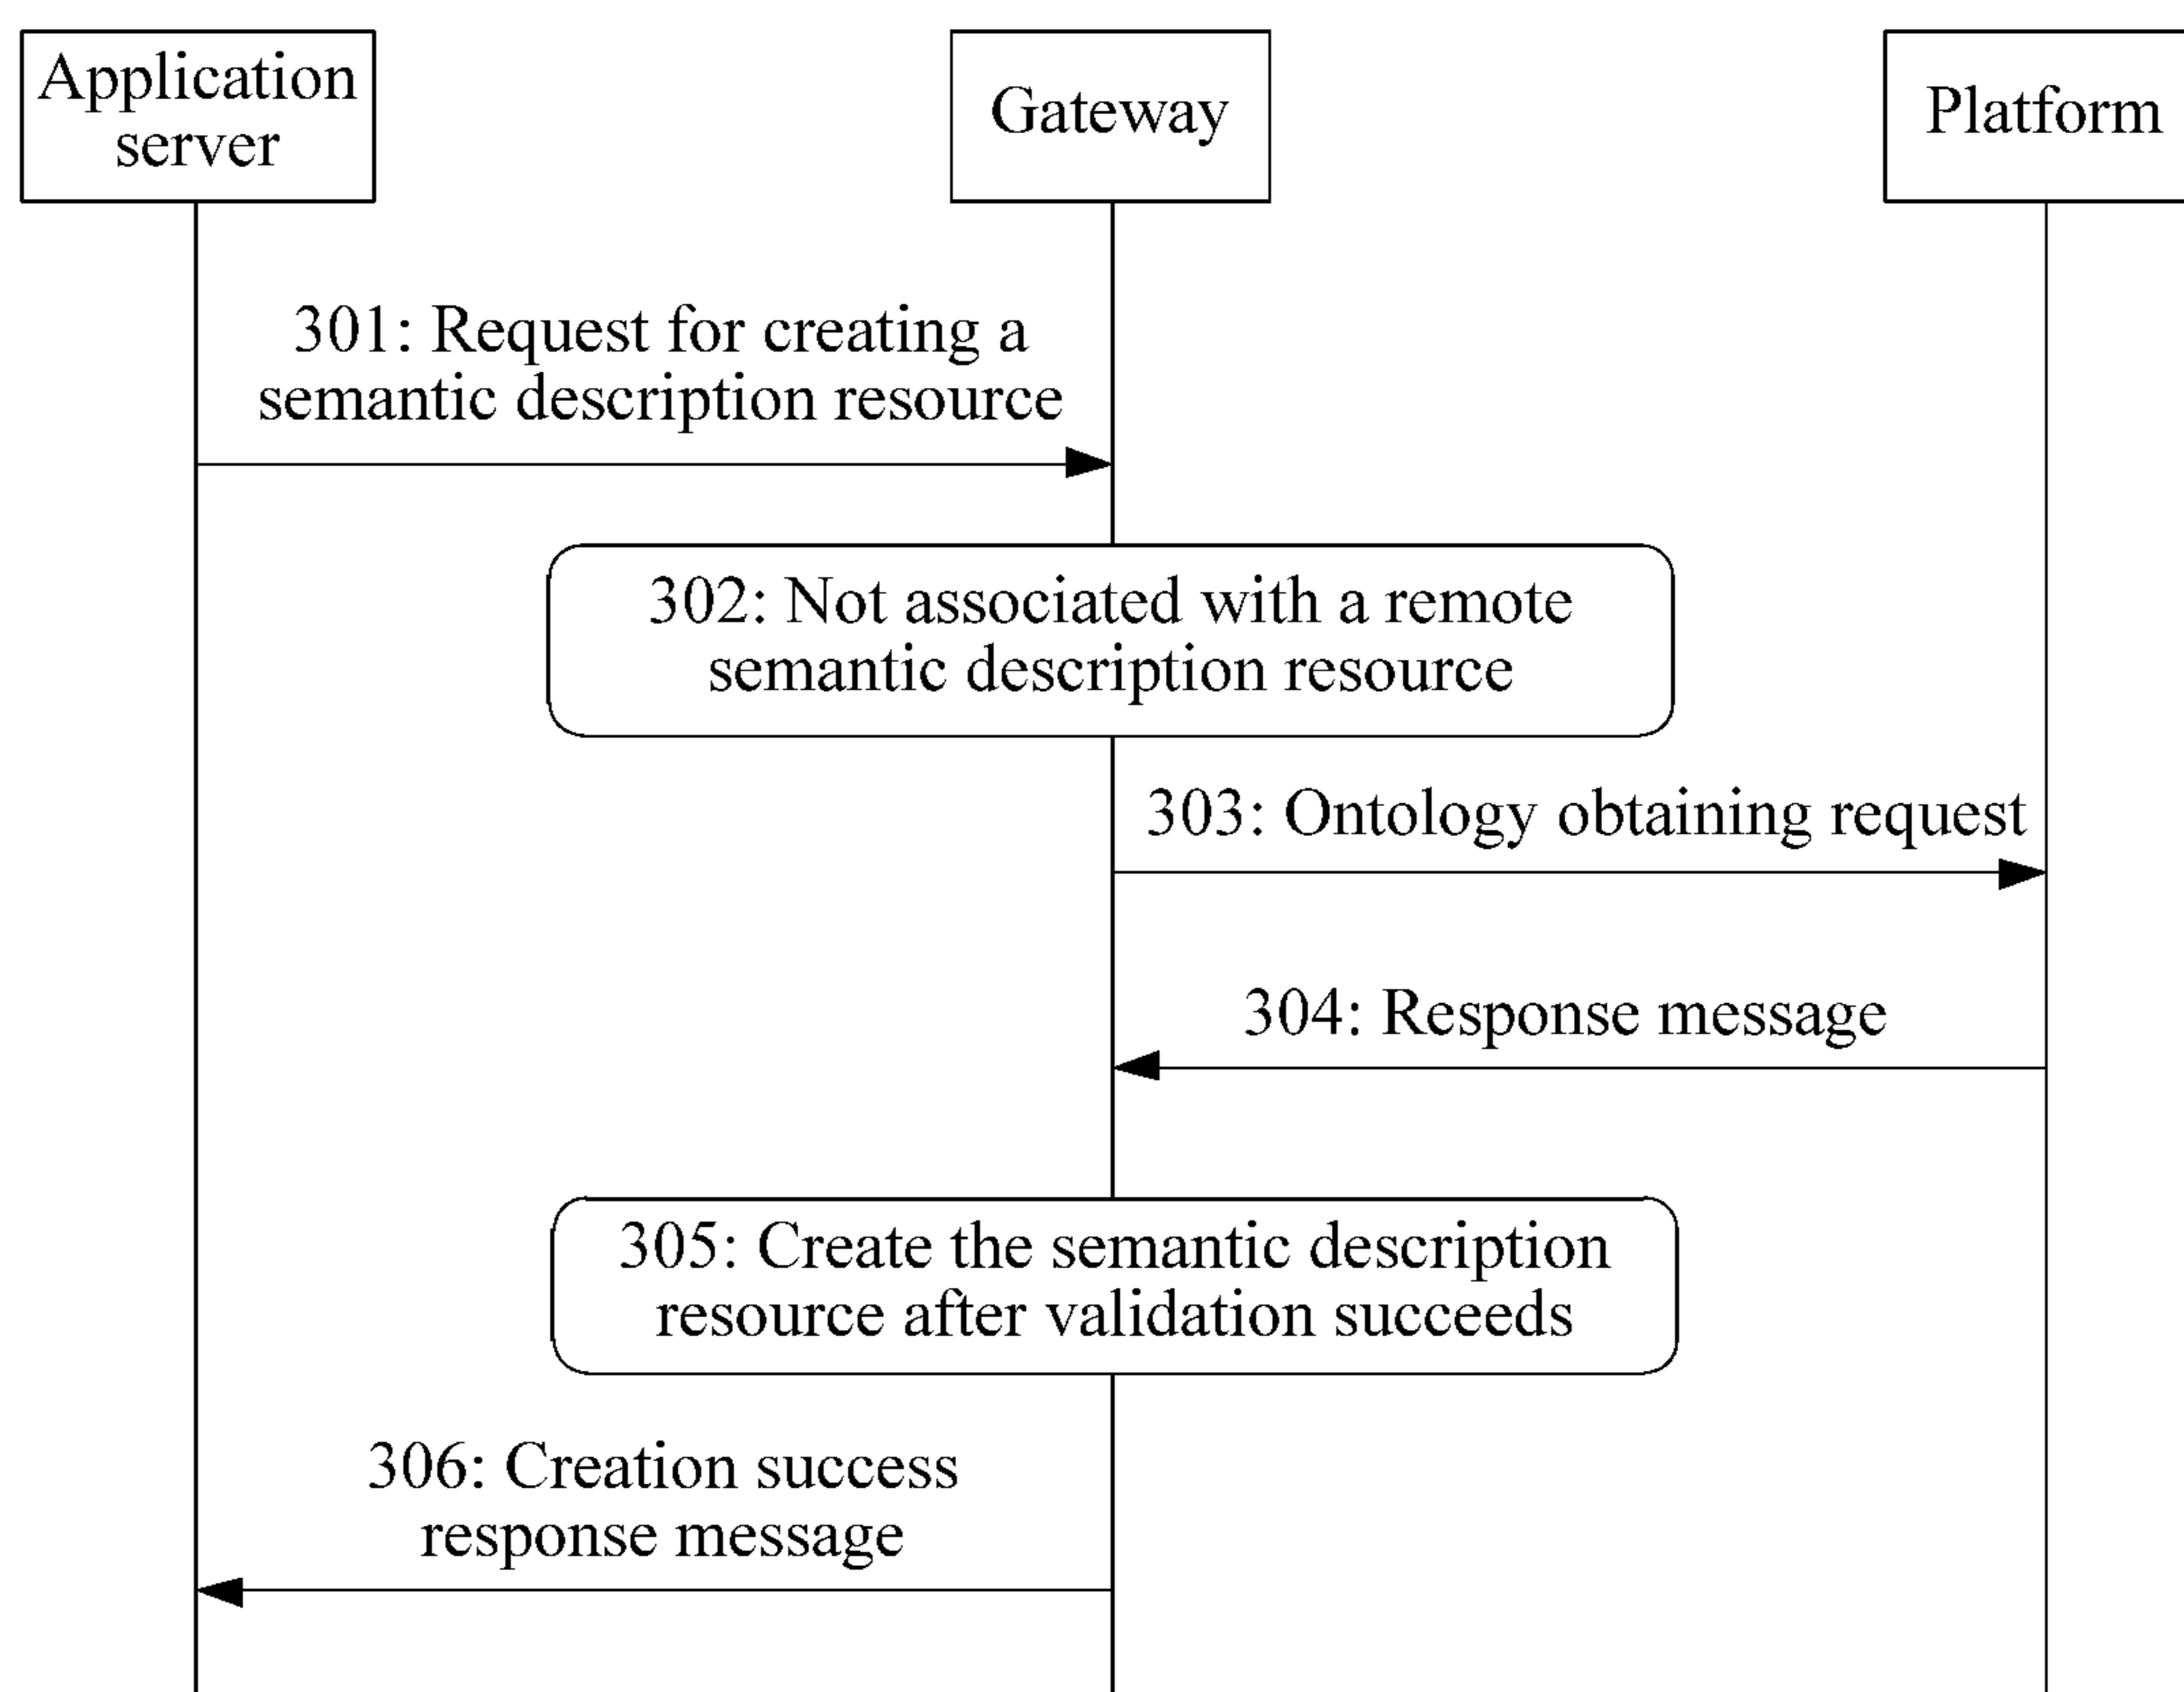 Application
server
Gateway
Platform
301: Request for creating a
semantic description resource
302: Not associated with a remote
semantic description resource
303: Ontology obtaining request
304: Response message
305: Create the semantic description
resource after validation succeeds
306: Creation success
response message